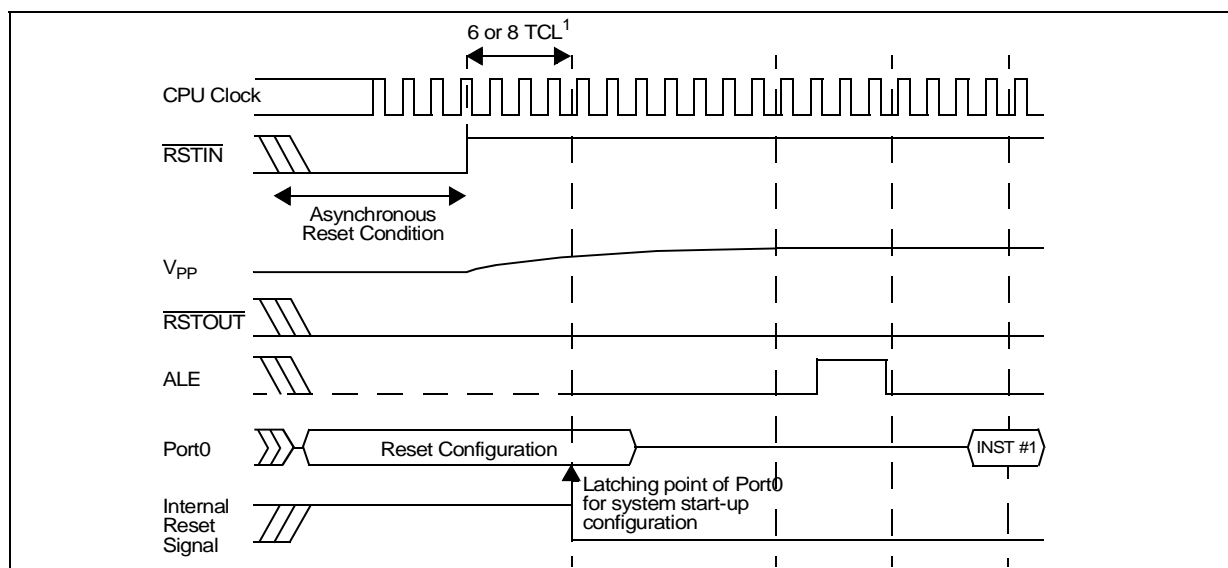 6 or 8 TCL1
CPU Clock
RSTIN
Asynchronous
Reset Condition
VPP
RSTOUT
ALE
Port0
Reset Configuration
INST #1
Latching point of Port0
for system start-up
configuration
Internal
Reset
Signal